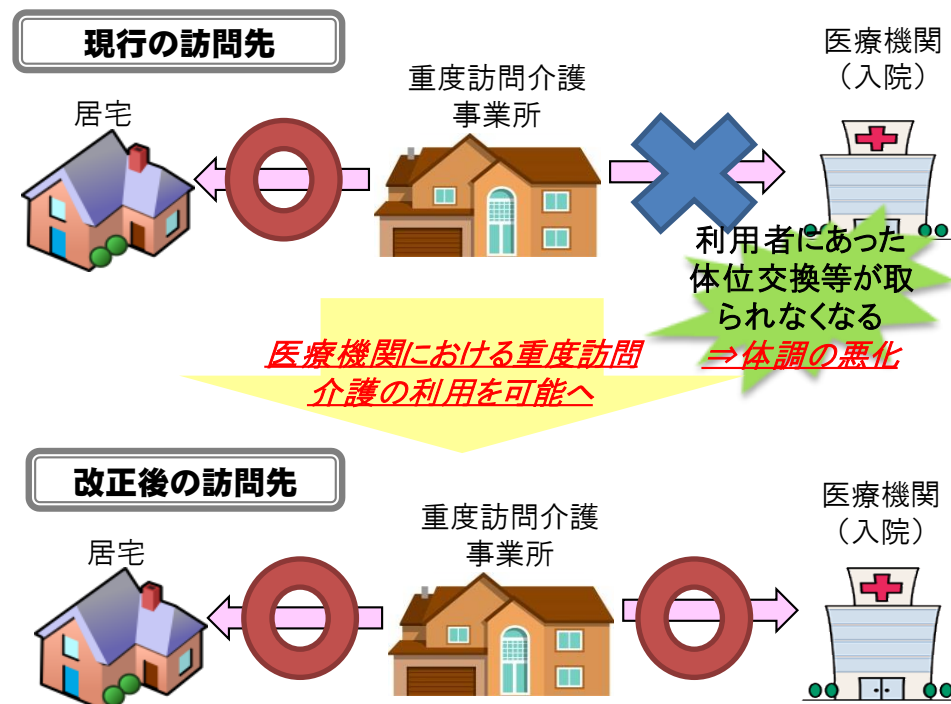 現行の訪問先
医療機関
（入院）
重度訪問介護
事業所
居宅
利用者にあった
体位交換等が取
られなくなる
⇒体調の悪化
医療機関における重度訪問
介護の利用を可能へ
改正後の訪問先
医療機関
（入院）
重度訪問介護
事業所
居宅